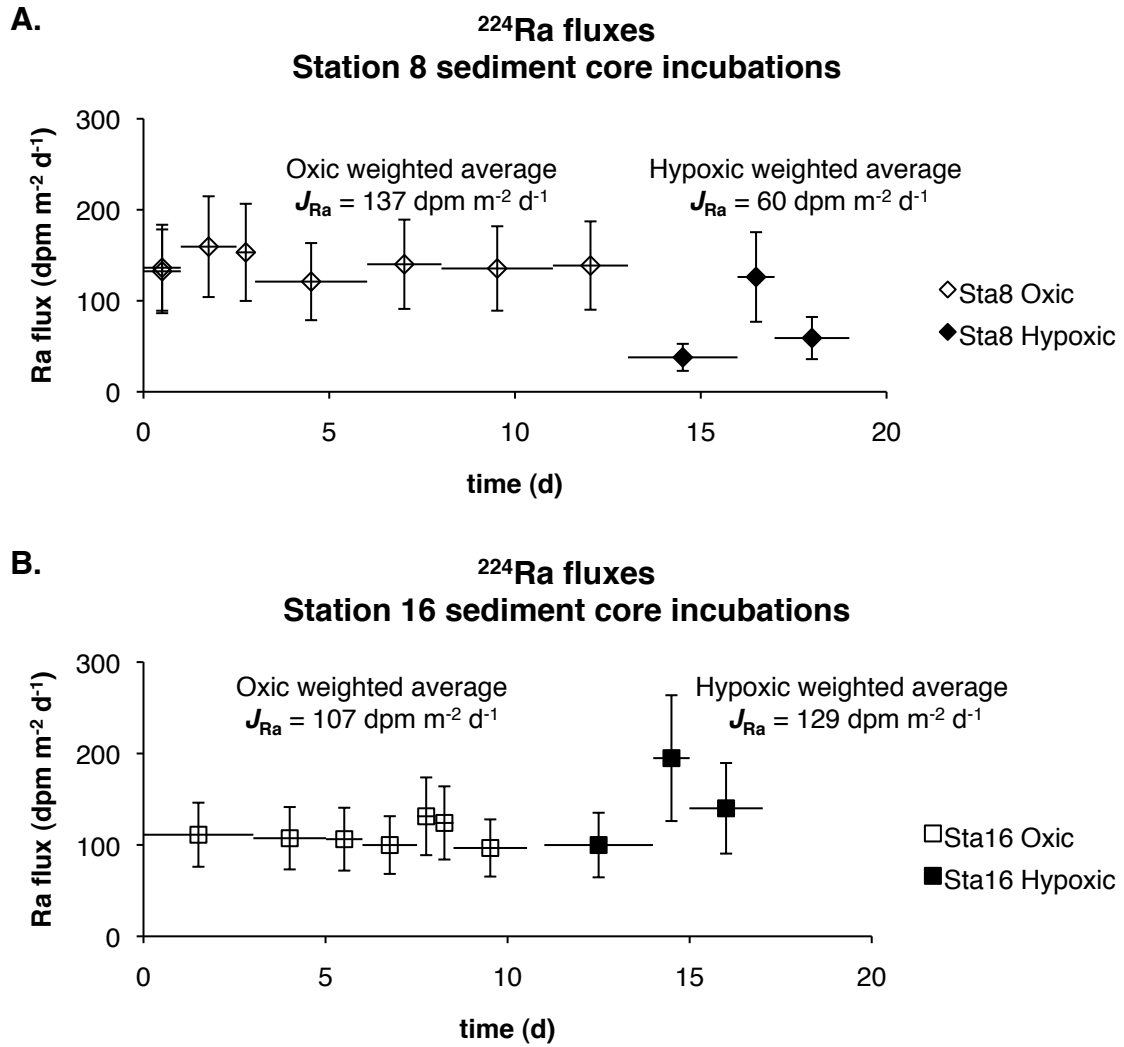 A.
²²⁴Ra fluxes
Station 8 sediment core incubations
Ra flux (dpm m⁻² d⁻¹)
300
200
100
0
Oxic weighted average
J_Ra = 137 dpm m⁻² d⁻¹
Hypoxic weighted average
J_Ra = 60 dpm m⁻² d⁻¹
Sta8 Oxic
Sta8 Hypoxic
0 5 10 15 20
time (d)
B.
²²⁴Ra fluxes
Station 16 sediment core incubations
Ra flux (dpm m⁻² d⁻¹)
300
200
100
0
Oxic weighted average
J_Ra = 107 dpm m⁻² d⁻¹
Hypoxic weighted average
J_Ra = 129 dpm m⁻² d⁻¹
Sta16 Oxic
Sta16 Hypoxic
0 5 10 15 20
time (d)